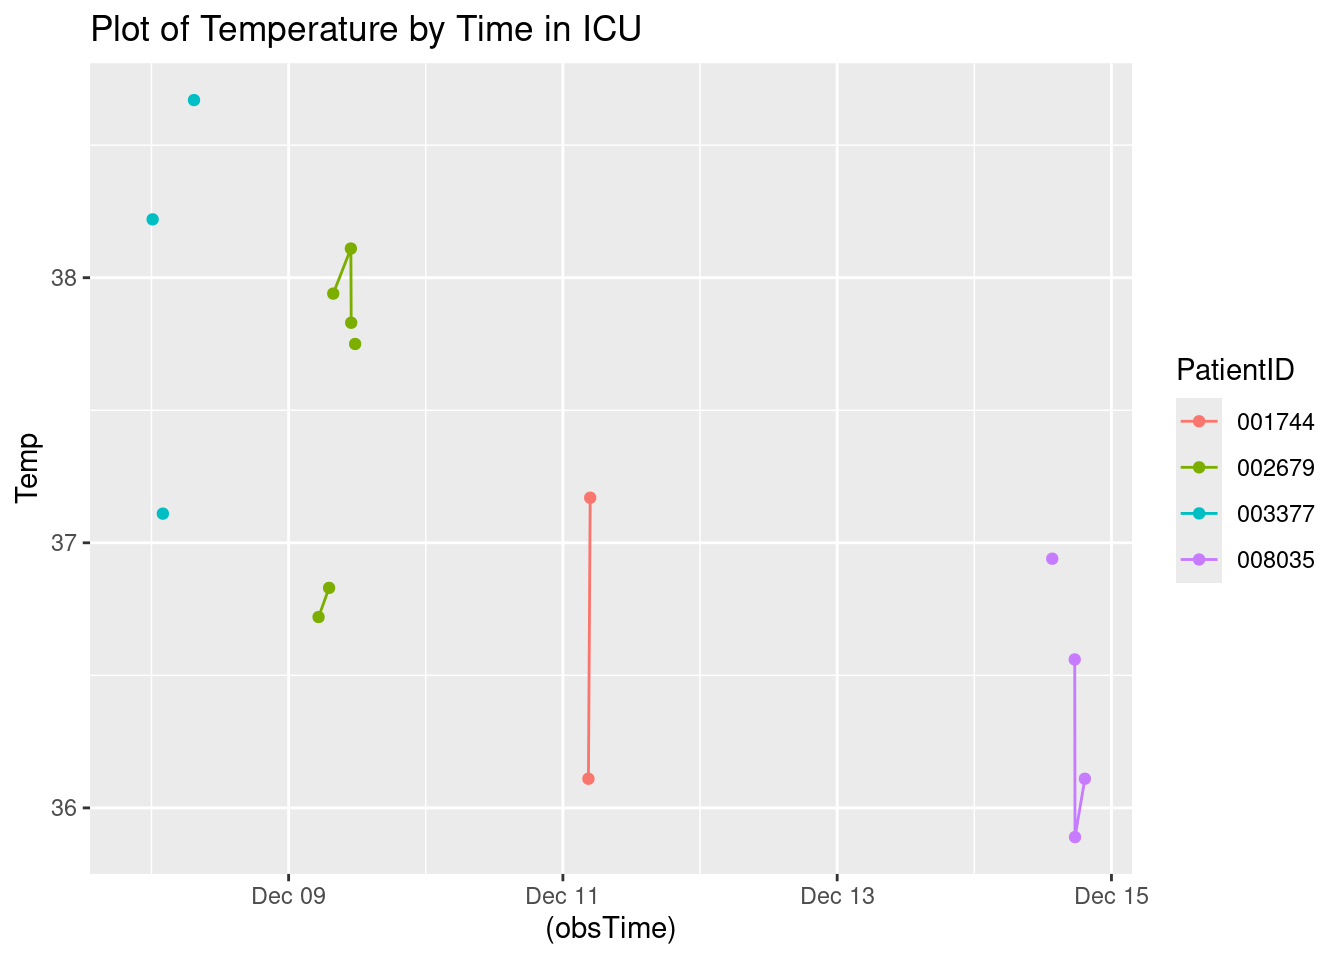 Plot of Temperature by Time in ICU
Temp
38
37
36
Dec 09 Dec 11 Dec 13 Dec 15
(obsTime)
PatientID
001744
002679
003377
008035